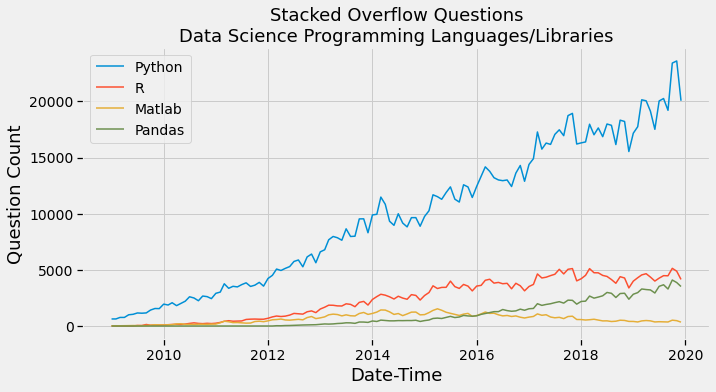 Stacked Overflow Questions
Data Science Programming Languages/Libraries
Python
R
Matlab
Pandas
Question Count
20000
15000
10000
5000
0
2010 2012 2014 2016 2018 2020
Date-Time